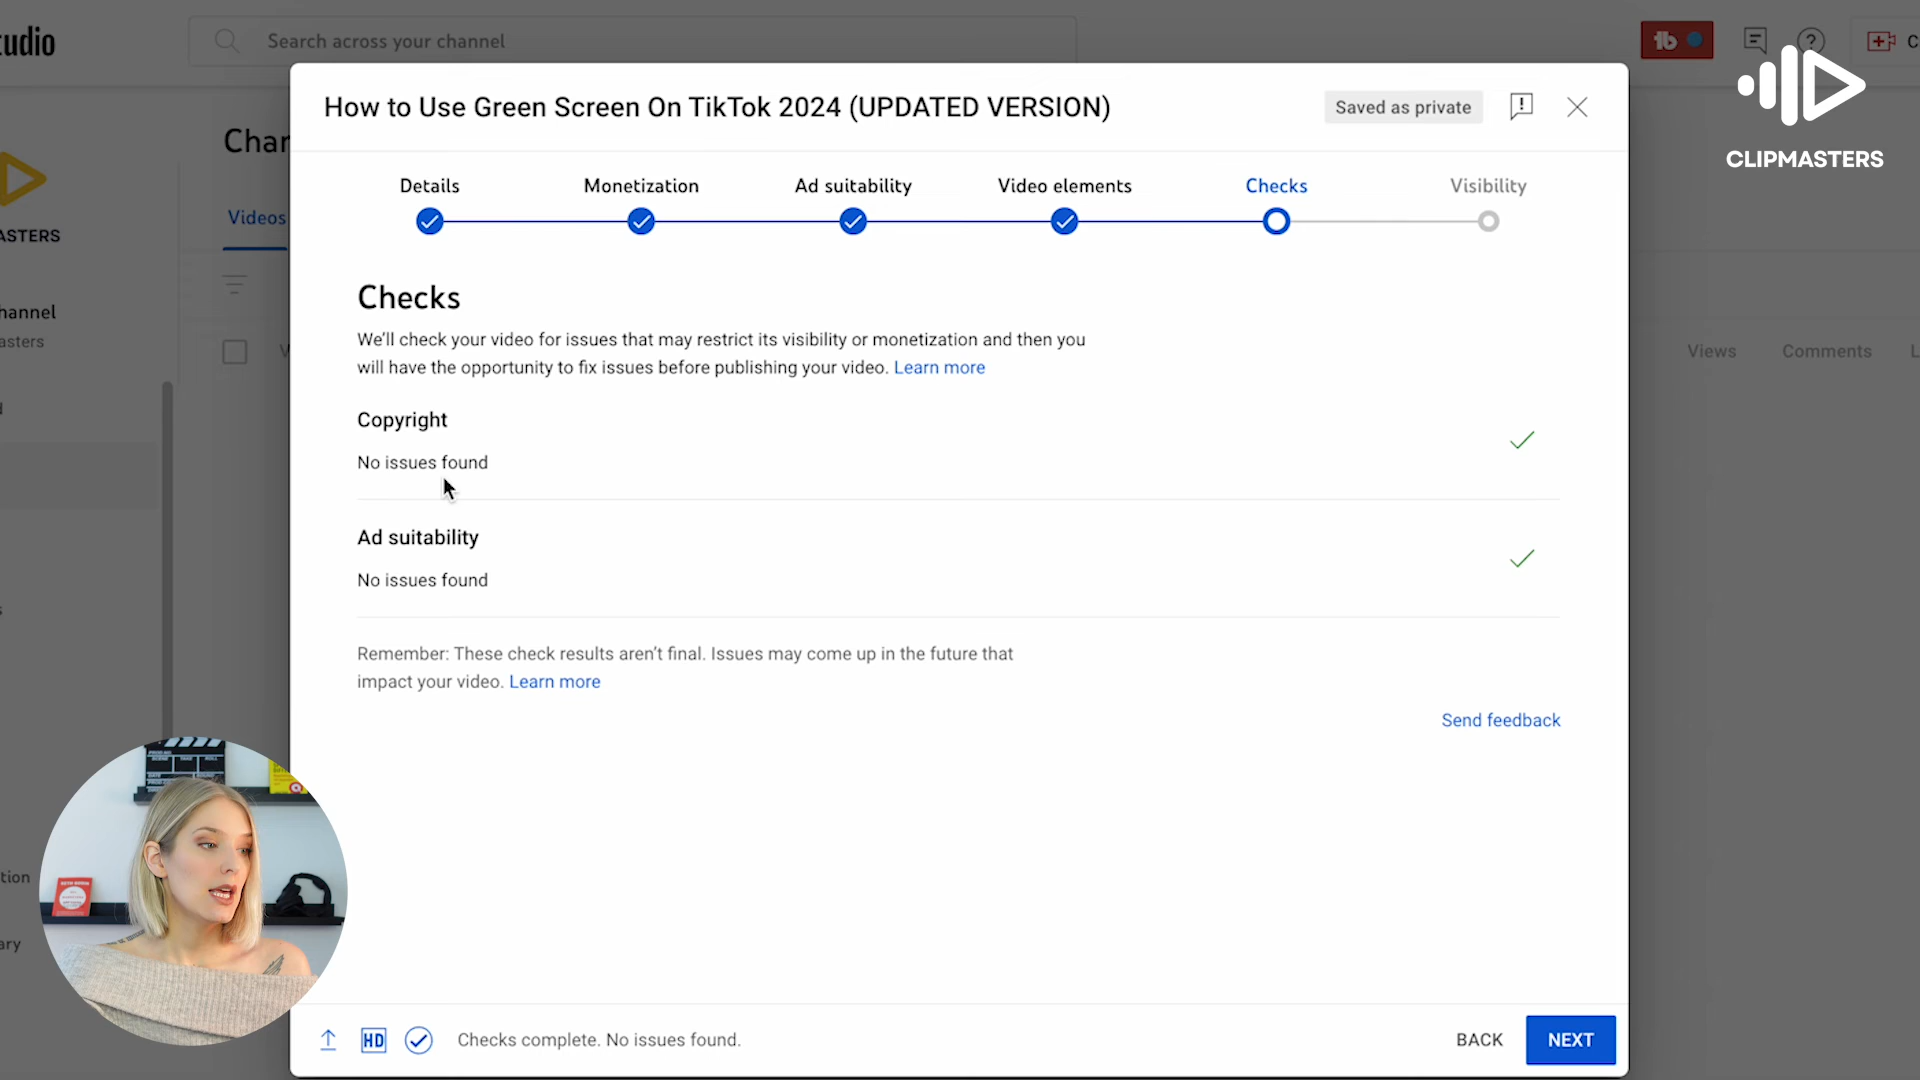 tudio
Search across your channel
CLIPMASTERS
How to Use Green Screen On TikTok 2024 (UPDATED VERSION)
Saved as private
Chan
Details
Monetization
Ad suitability
Video elements
Checks
Visibility
Videos
ASTERS
Checks
hannel
asters
We'll check your video for issues that may restrict its visibility or monetization and then you
will have the opportunity to fix issues before publishing your video. Learn more
Views
Comments
Copyright
No issues found
Ad suitability
No issues found
Remember: These check results aren't final. Issues may come up in the future that
impact your video. Learn more
Send feedback
tion
ary
HD
Checks complete. No issues found.
BACK
NEXT